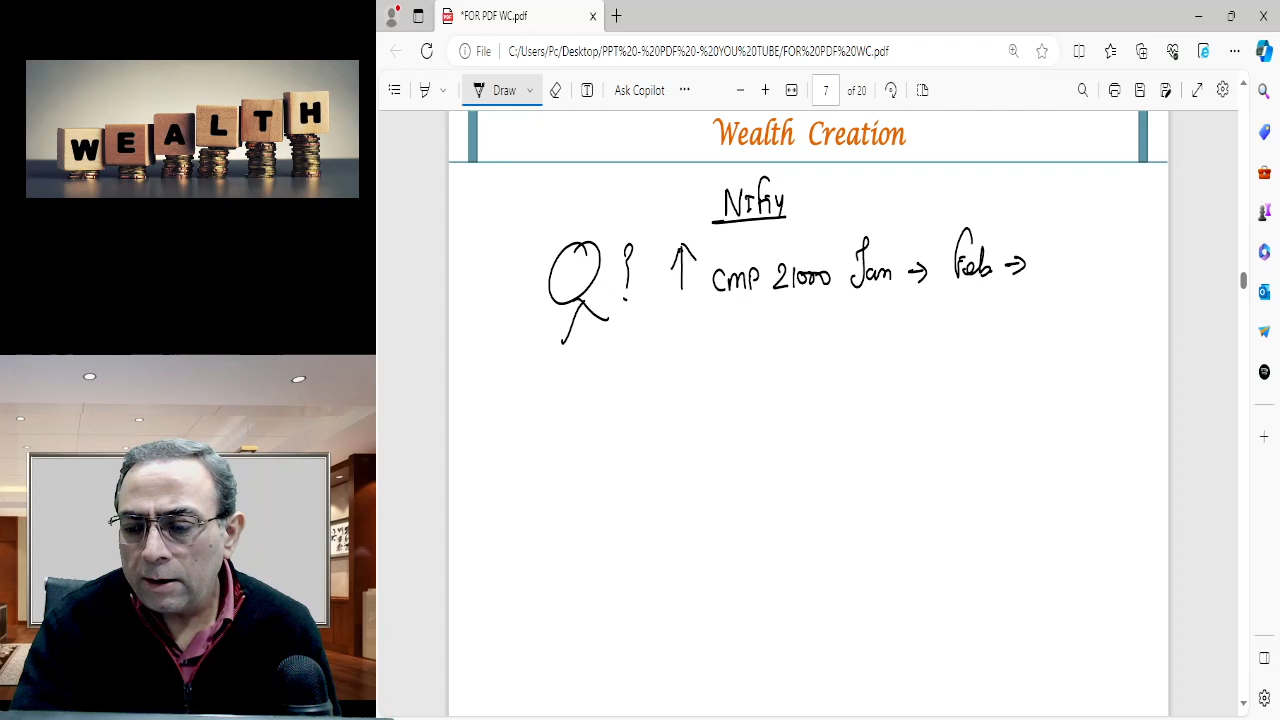 WEALTH
*FOR PDF WC.pdf
File C:/Users/Pc/Desktop/PPT%20-%20PDF%20-%20YOU%20TUBE/FOR%20PDF%20WC.pdf
Draw Ask Copilot 7 of 20
Wealth Creation
Nifty
? ↑ CMP 21000 Jan → Feb →